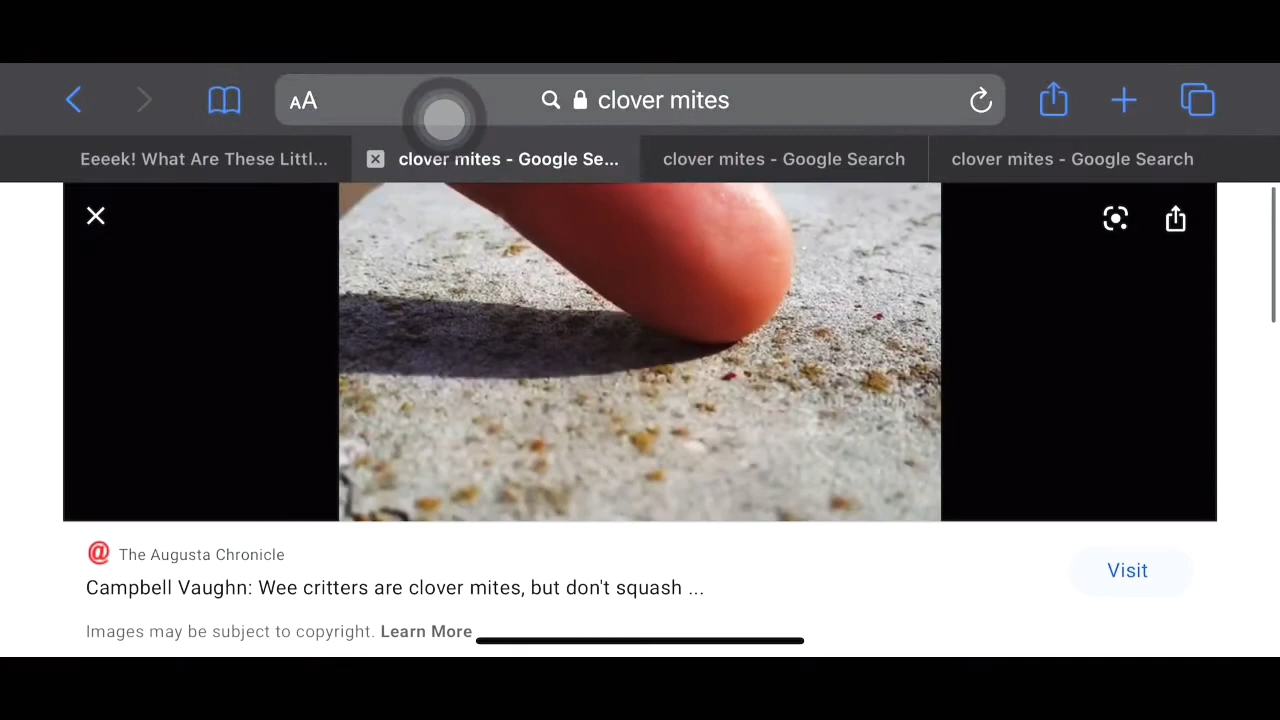 AA clover mites
Eeeek! What Are These Littl... clover mites - Google Se... clover mites - Google Search clover mites - Google Search
@ The Augusta Chronicle
Campbell Vaughn: Wee critters are clover mites, but don't squash ...
Visit
Images may be subject to copyright. Learn More